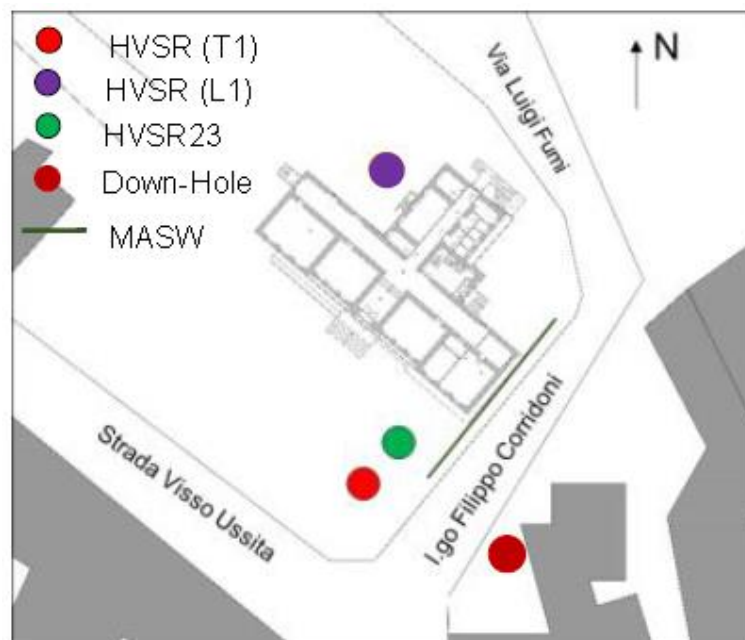 HVSR (T1)
HVSR (L1)
HVSR23
Down-Hole
MASW
N
Via Luigi Fumi
Strada Visso Ussita
l.go Filippo Corridoni